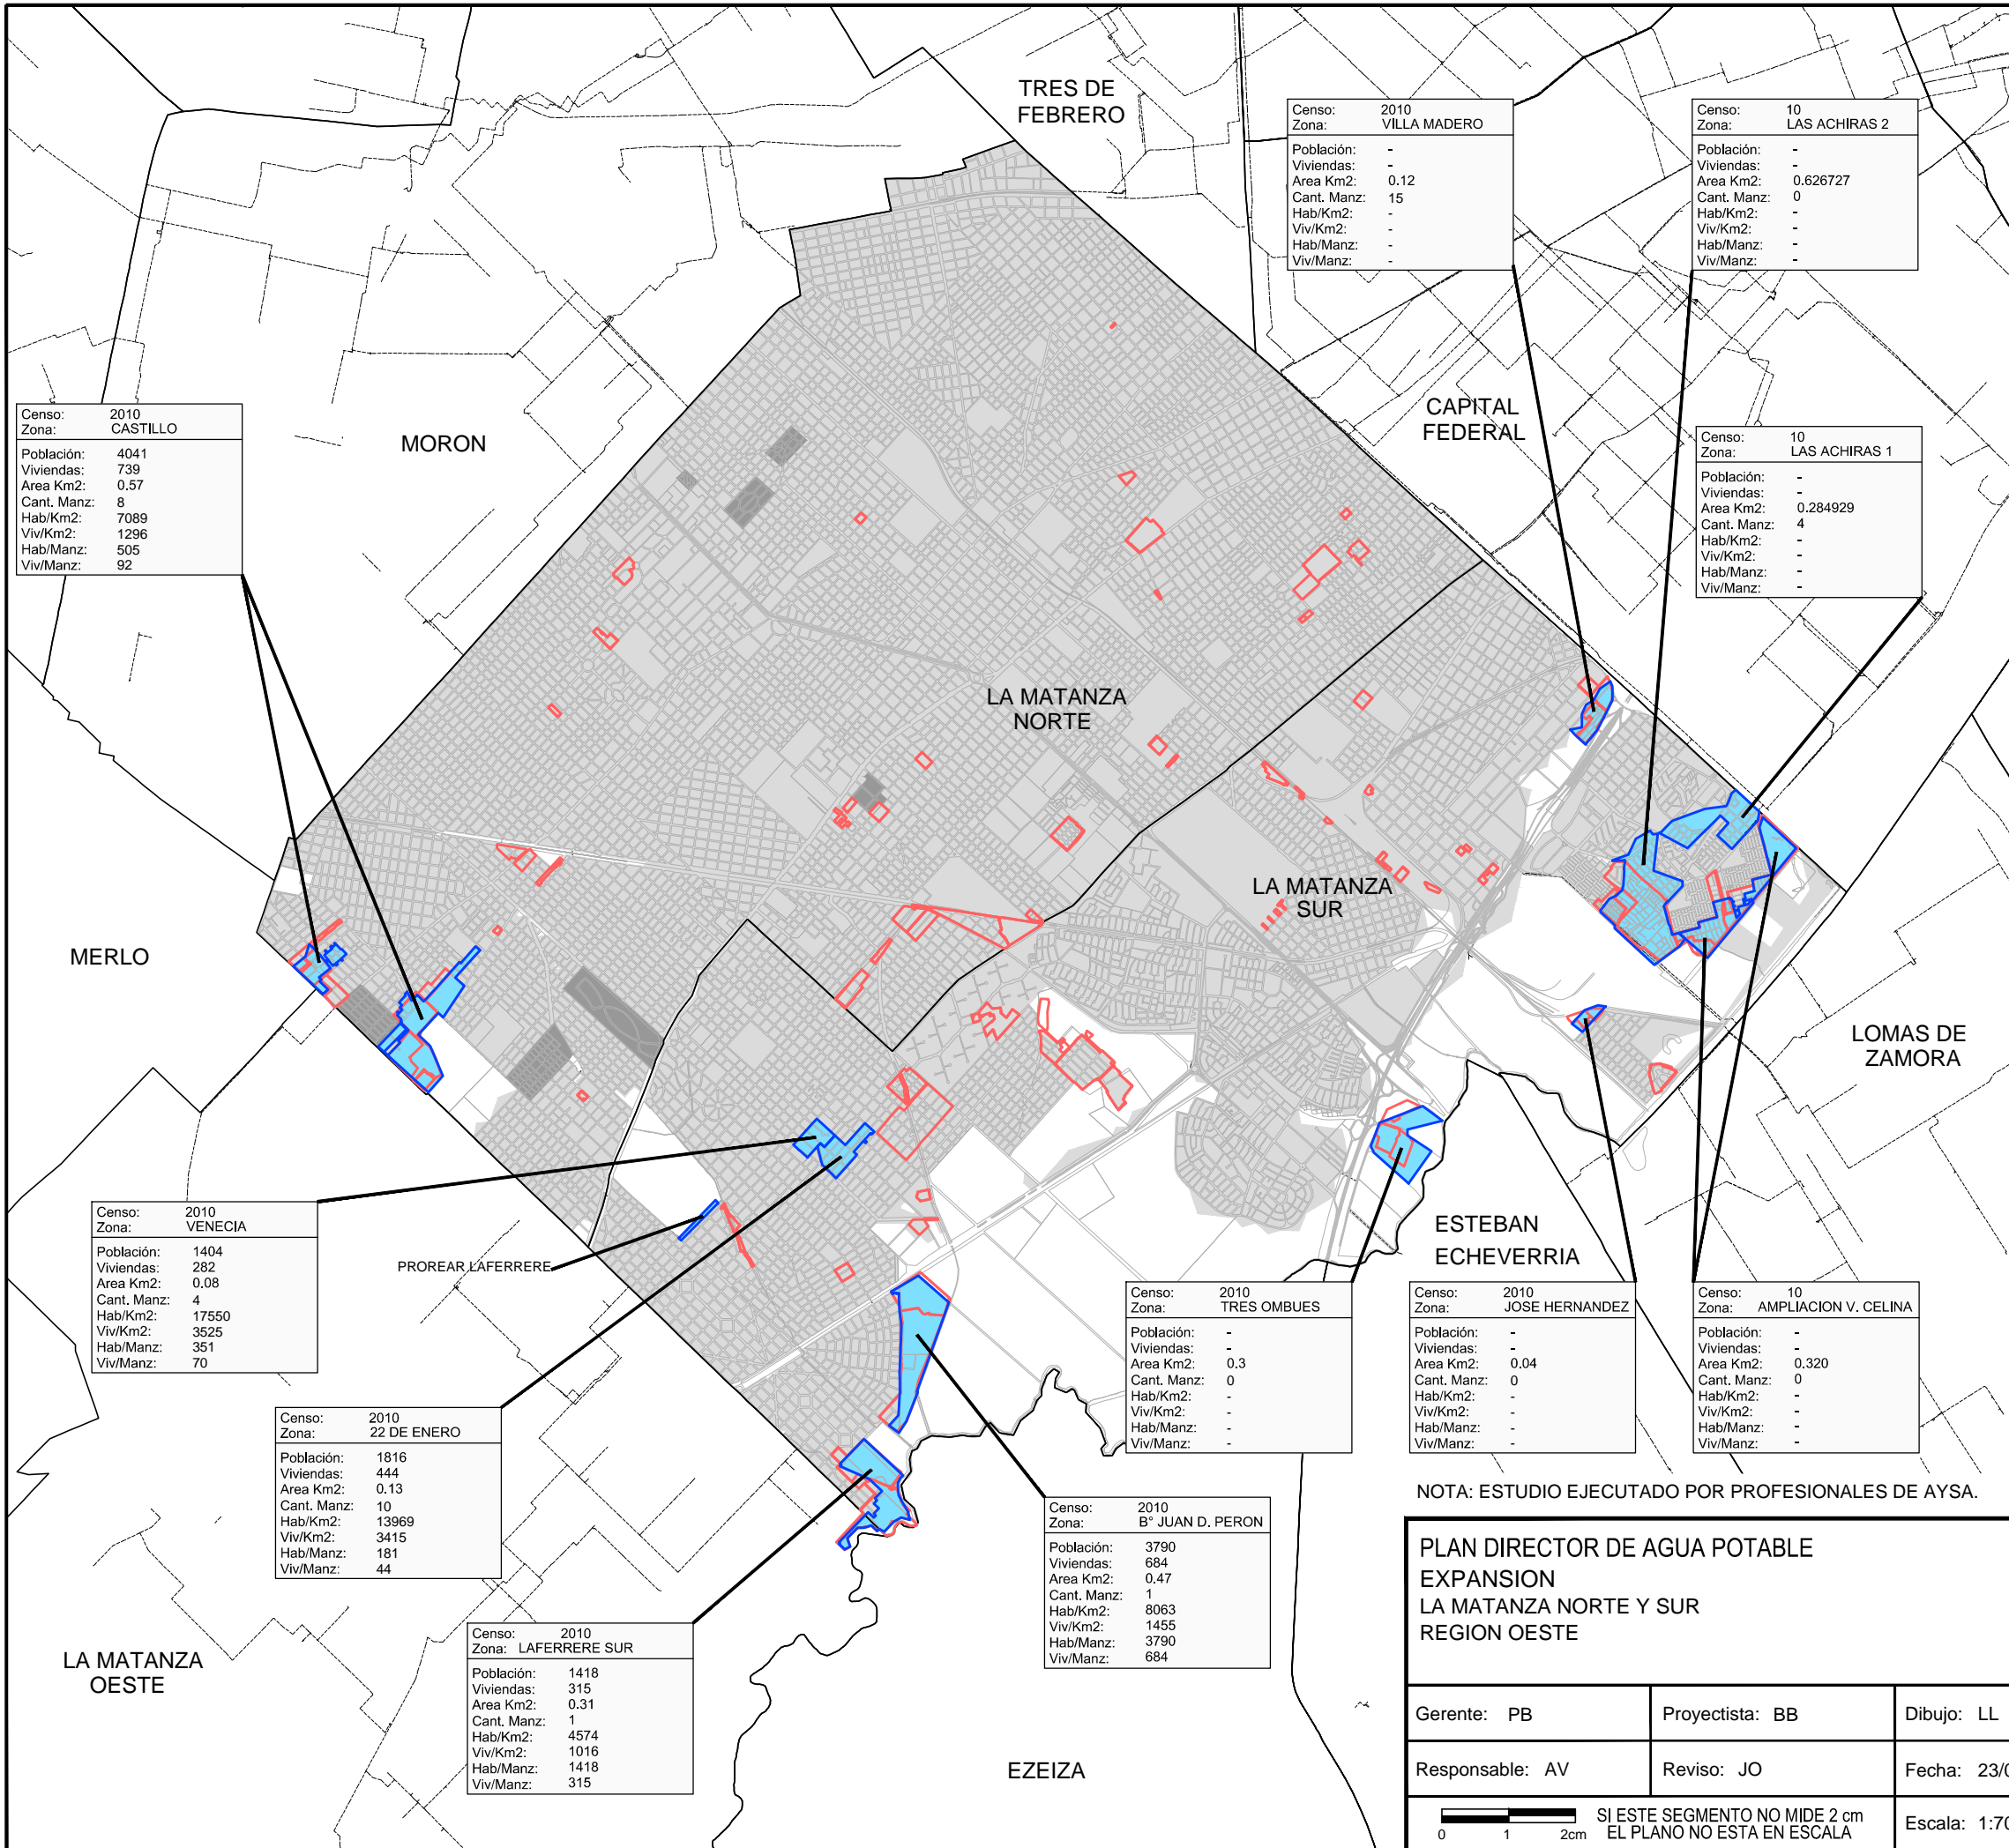 TRES DE
FEBRERO
Censo: 2010
Zona: VILLA MADERO
Población: -
Viviendas: -
Area Km2: 0.12
Cant. Manz: 15
Hab/Km2: -
Viv/Km2: -
Hab/Manz: -
Viv/Manz: -
Censo: 10
Zona: LAS ACHIRAS 2
Población: -
Viviendas: -
Area Km2: 0.626727
Cant. Manz: 0
Hab/Km2: -
Viv/Km2: -
Hab/Manz: -
Viv/Manz: -
Censo: 2010
Zona: CASTILLO
Población: 4041
Viviendas: 739
Area Km2: 0.57
Cant. Manz: 8
Hab/Km2: 7089
Viv/Km2: 1296
Hab/Manz: 505
Viv/Manz: 92
MORON
CAPITAL
FEDERAL
Censo: 10
Zona: LAS ACHIRAS 1
Población: -
Viviendas: -
Area Km2: 0.284929
Cant. Manz: 4
Hab/Km2: -
Viv/Km2: -
Hab/Manz: -
Viv/Manz: -
LA MATANZA
NORTE
LA MATANZA
SUR
MERLO
LOMAS DE
ZAMORA
Censo: 2010
Zona: VENECIA
Población: 1404
Viviendas: 282
Area Km2: 0.08
Cant. Manz: 4
Hab/Km2: 17550
Viv/Km2: 3525
Hab/Manz: 351
Viv/Manz: 70
PROREAR LAFERRERE
ESTEBAN
ECHEVERRIA
Censo: 2010
Zona: TRES OMBUES
Población: -
Viviendas: -
Area Km2: 0.3
Cant. Manz: 0
Hab/Km2: -
Viv/Km2: -
Hab/Manz: -
Viv/Manz: -
Censo: 2010
Zona: JOSE HERNANDEZ
Población: -
Viviendas: -
Area Km2: 0.04
Cant. Manz: 0
Hab/Km2: -
Viv/Km2: -
Hab/Manz: -
Viv/Manz: -
Censo: 10
Zona: AMPLIACION V. CELINA
Población: -
Viviendas: -
Area Km2: 0.320
Cant. Manz: 0
Hab/Km2: -
Viv/Km2: -
Hab/Manz: -
Viv/Manz: -
Censo: 2010
Zona: 22 DE ENERO
Población: 1816
Viviendas: 444
Area Km2: 0.13
Cant. Manz: 10
Hab/Km2: 13969
Viv/Km2: 3415
Hab/Manz: 181
Viv/Manz: 44
Censo: 2010
Zona: B° JUAN D. PERON
Población: 3790
Viviendas: 684
Area Km2: 0.47
Cant. Manz: 1
Hab/Km2: 8063
Viv/Km2: 1455
Hab/Manz: 3790
Viv/Manz: 684
Censo: 2010
Zona: LAFERRERE SUR
Población: 1418
Viviendas: 315
Area Km2: 0.31
Cant. Manz: 1
Hab/Km2: 4574
Viv/Km2: 1016
Hab/Manz: 1418
Viv/Manz: 315
LA MATANZA
OESTE
EZEIZA
NOTA: ESTUDIO EJECUTADO POR PROFESIONALES DE AYSA.
PLAN DIRECTOR DE AGUA POTABLE
EXPANSION
LA MATANZA NORTE Y SUR
REGION OESTE
Gerente: PB
Proyectista: BB
Dibujo: LL
Responsable: AV
Reviso: JO
Fecha: 23/0
0 1 2cm
SI ESTE SEGMENTO NO MIDE 2 cm
EL PLANO NO ESTA EN ESCALA
Escala: 1:70